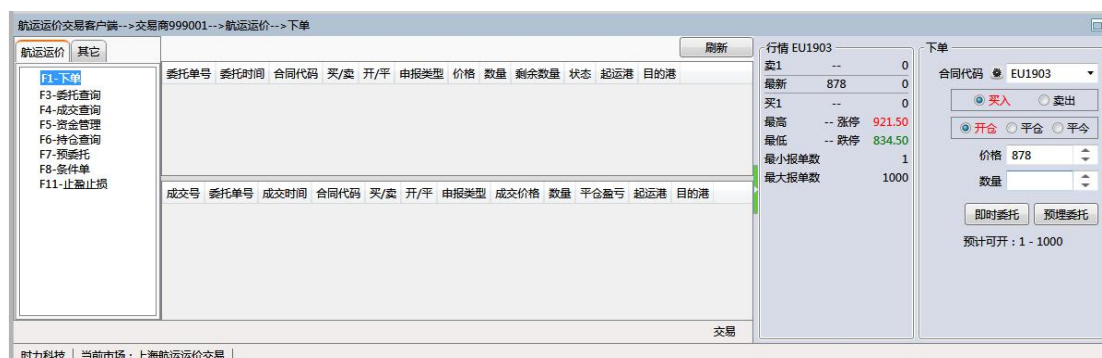 航运运价交易客户端-->交易商999001-->航运运价-->下单
航运运价 其它
F1-下单
F3-委托查询
F4-成交查询
F5-资金管理
F6-持仓查询
F7-预委托
F8-条件单
F11-止盈止损
刷新
委托单号 委托时间 合同代码 买/卖 开/平 申报类型 价格 数量 剩余数量 状态 起运港 目的港
成交号 委托单号 成交时间 合同代码 买/卖 开/平 申报类型 成交价格 数量 平仓盈亏 起运港 目的港
交易
行情 EU1903
卖1 -- 0
最新 878 0
买1 -- 0
最高 -- 涨停 921.50
最低 -- 跌停 834.50
最小报单数 1
最大报单数 1000
下单
合同代码 EU1903
买入 卖出
开仓 平仓 平今
价格 878
数量
即时委托 预埋委托
预计可开：1 - 1000
时力科技 当前市场：上海航运运价交易